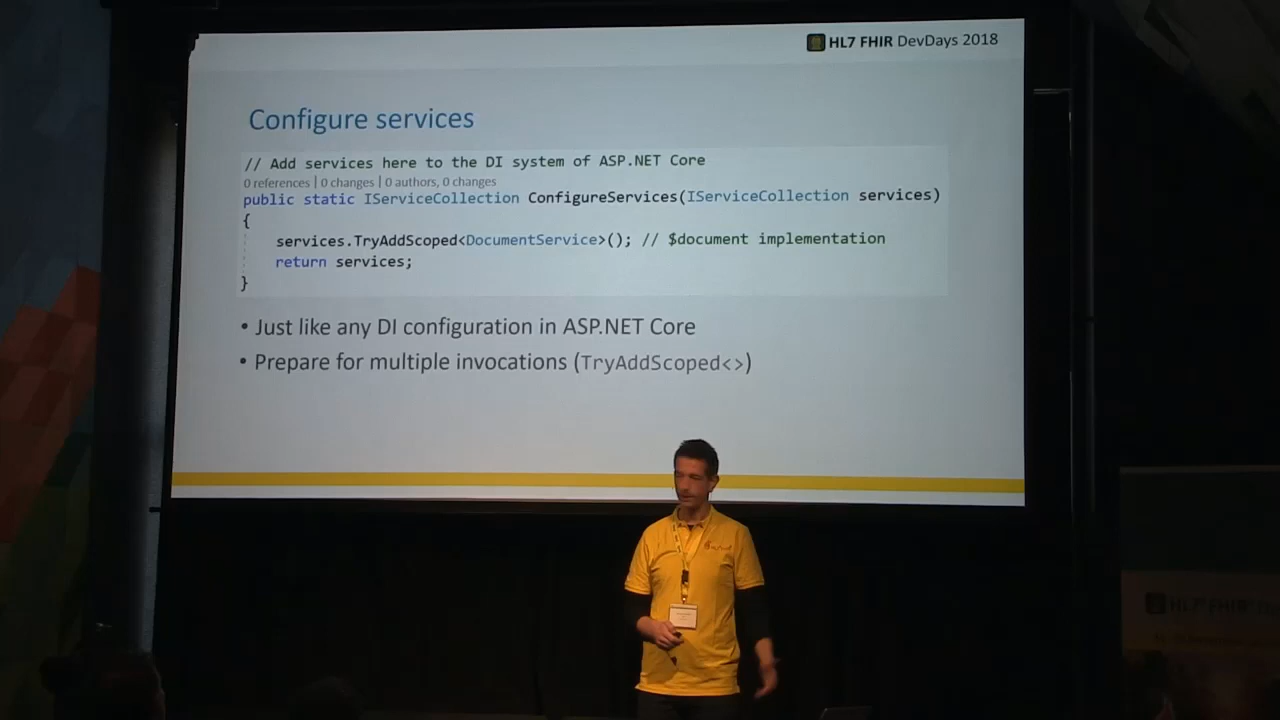 HL7 FHIR DevDays 2018
Configure services
// Add services here to the DI system of ASP.NET Core
0 references | 0 changes | 0 authors, 0 changes
public static IServiceCollection ConfigureServices(IServiceCollection services)
{
services.TryAddScoped<DocumentService>(); // $document implementation
return services;
}
• Just like any DI configuration in ASP.NET Core
• Prepare for multiple invocations (TryAddScoped<>)
HL7 FHIR